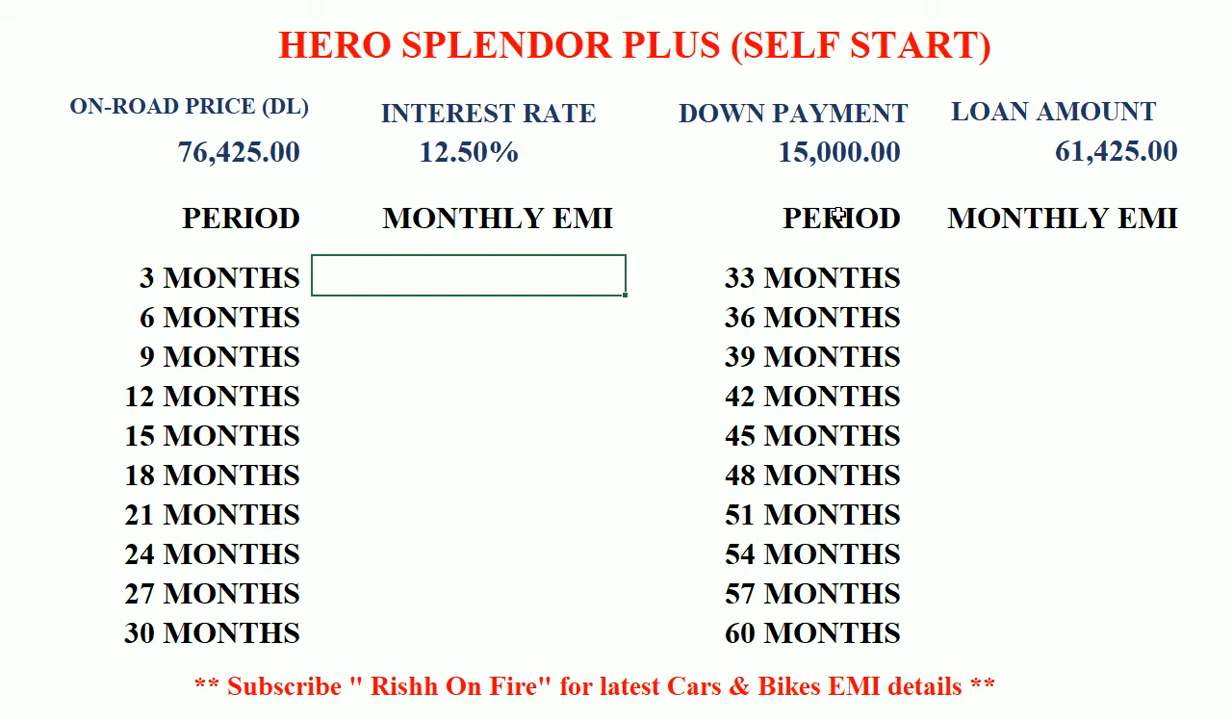 HERO SPLENDOR PLUS (SELF START)
ON-ROAD PRICE (DL) INTEREST RATE DOWN PAYMENT LOAN AMOUNT
76,425.00 12.50% 15,000.00 61,425.00
PERIOD MONTHLY EMI PERIOD MONTHLY EMI
3 MONTHS 33 MONTHS
6 MONTHS 36 MONTHS
9 MONTHS 39 MONTHS
12 MONTHS 42 MONTHS
15 MONTHS 45 MONTHS
18 MONTHS 48 MONTHS
21 MONTHS 51 MONTHS
24 MONTHS 54 MONTHS
27 MONTHS 57 MONTHS
30 MONTHS 60 MONTHS
** Subscribe " Rishh On Fire" for latest Cars & Bikes EMI details **